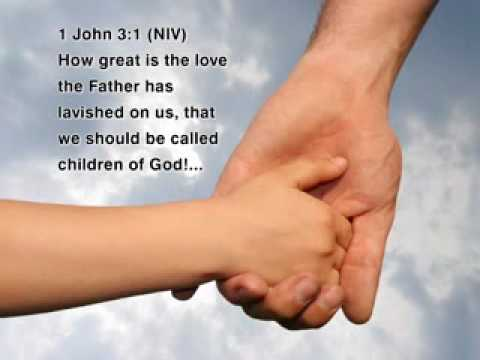 1 John 3:1 (NIV)
How great is the love
the Father has
lavished on us, that
we should be called
children of God!...